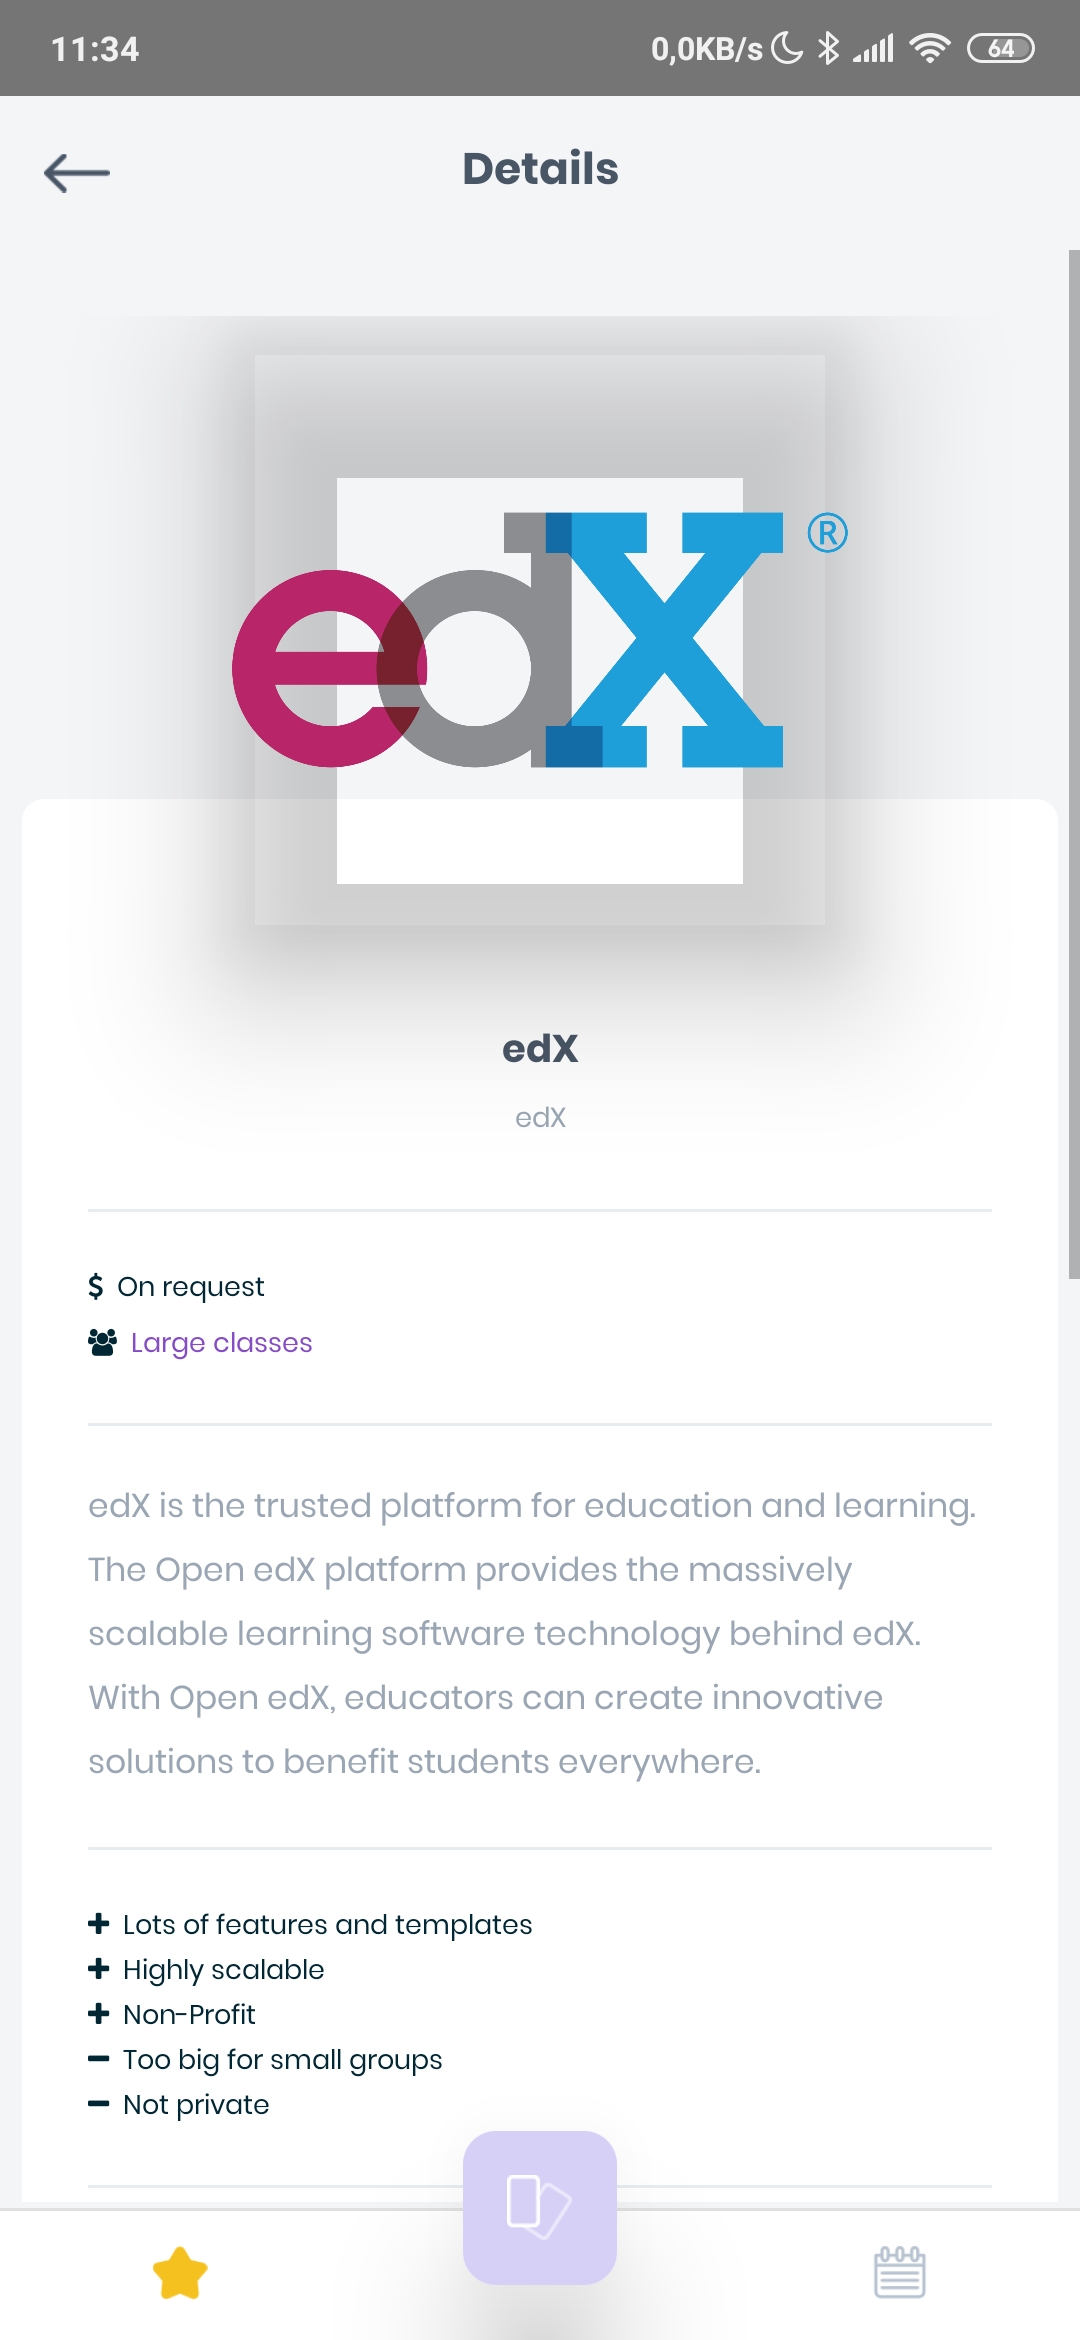 11:34
0,0KB/s
64
Details
edX®
edX
edX
$ On request
Large classes
edX is the trusted platform for education and learning.
The Open edX platform provides the massively
scalable learning software technology behind edX.
With Open edX, educators can create innovative
solutions to benefit students everywhere.
+ Lots of features and templates
+ Highly scalable
+ Non-Profit
− Too big for small groups
− Not private